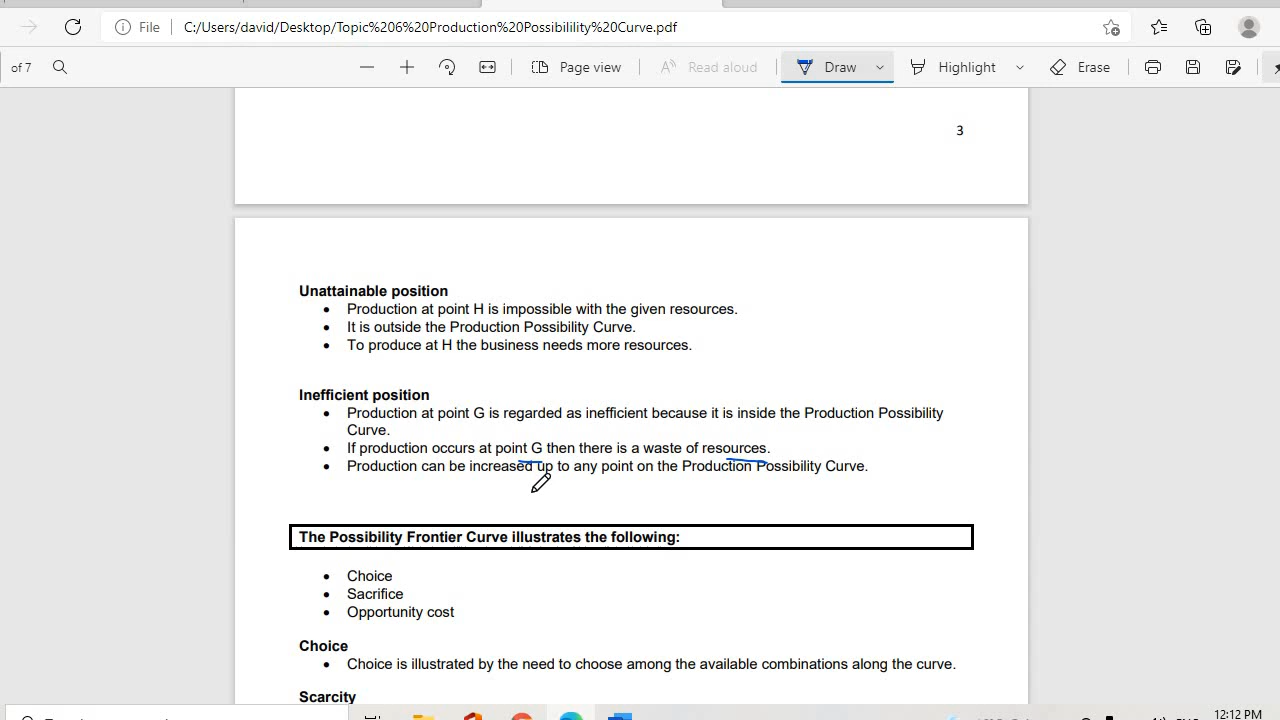 File C:/Users/david/Desktop/Topic%206%20Production%20Possibilility%20Curve.pdf
of 7 Page view Read aloud Draw Highlight Erase
3
Unattainable position
• Production at point H is impossible with the given resources.
• It is outside the Production Possibility Curve.
• To produce at H the business needs more resources.
Inefficient position
• Production at point G is regarded as inefficient because it is inside the Production Possibility
Curve.
• If production occurs at point G then there is a waste of resources.
• Production can be increased up to any point on the Production Possibility Curve.
The Possibility Frontier Curve illustrates the following:
• Choice
• Sacrifice
• Opportunity cost
Choice
• Choice is illustrated by the need to choose among the available combinations along the curve.
Scarcity
12:12 PM